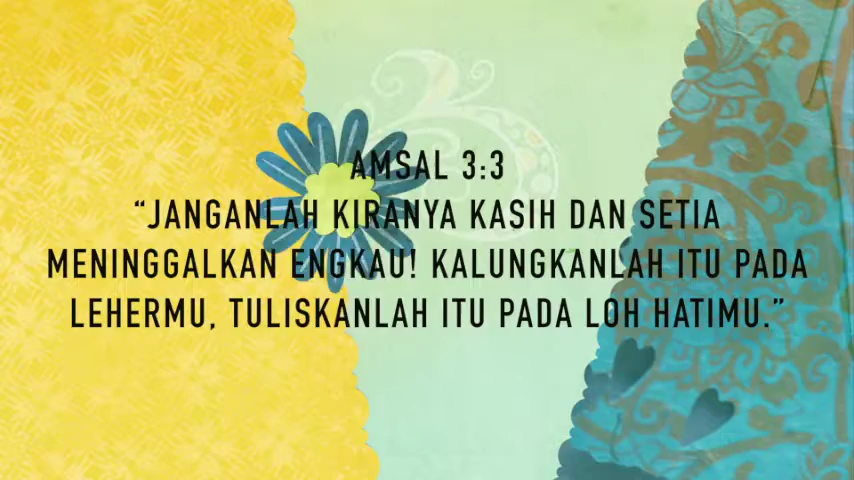 AMSAL 3:3
“JANGANLAH KIRANYA KASIH DAN SETIA
MENINGGALKAN ENGKAU! KALUNGKANLAH ITU PADA
LEHERMU, TULISKANLAH ITU PADA LOH HATIMU.”